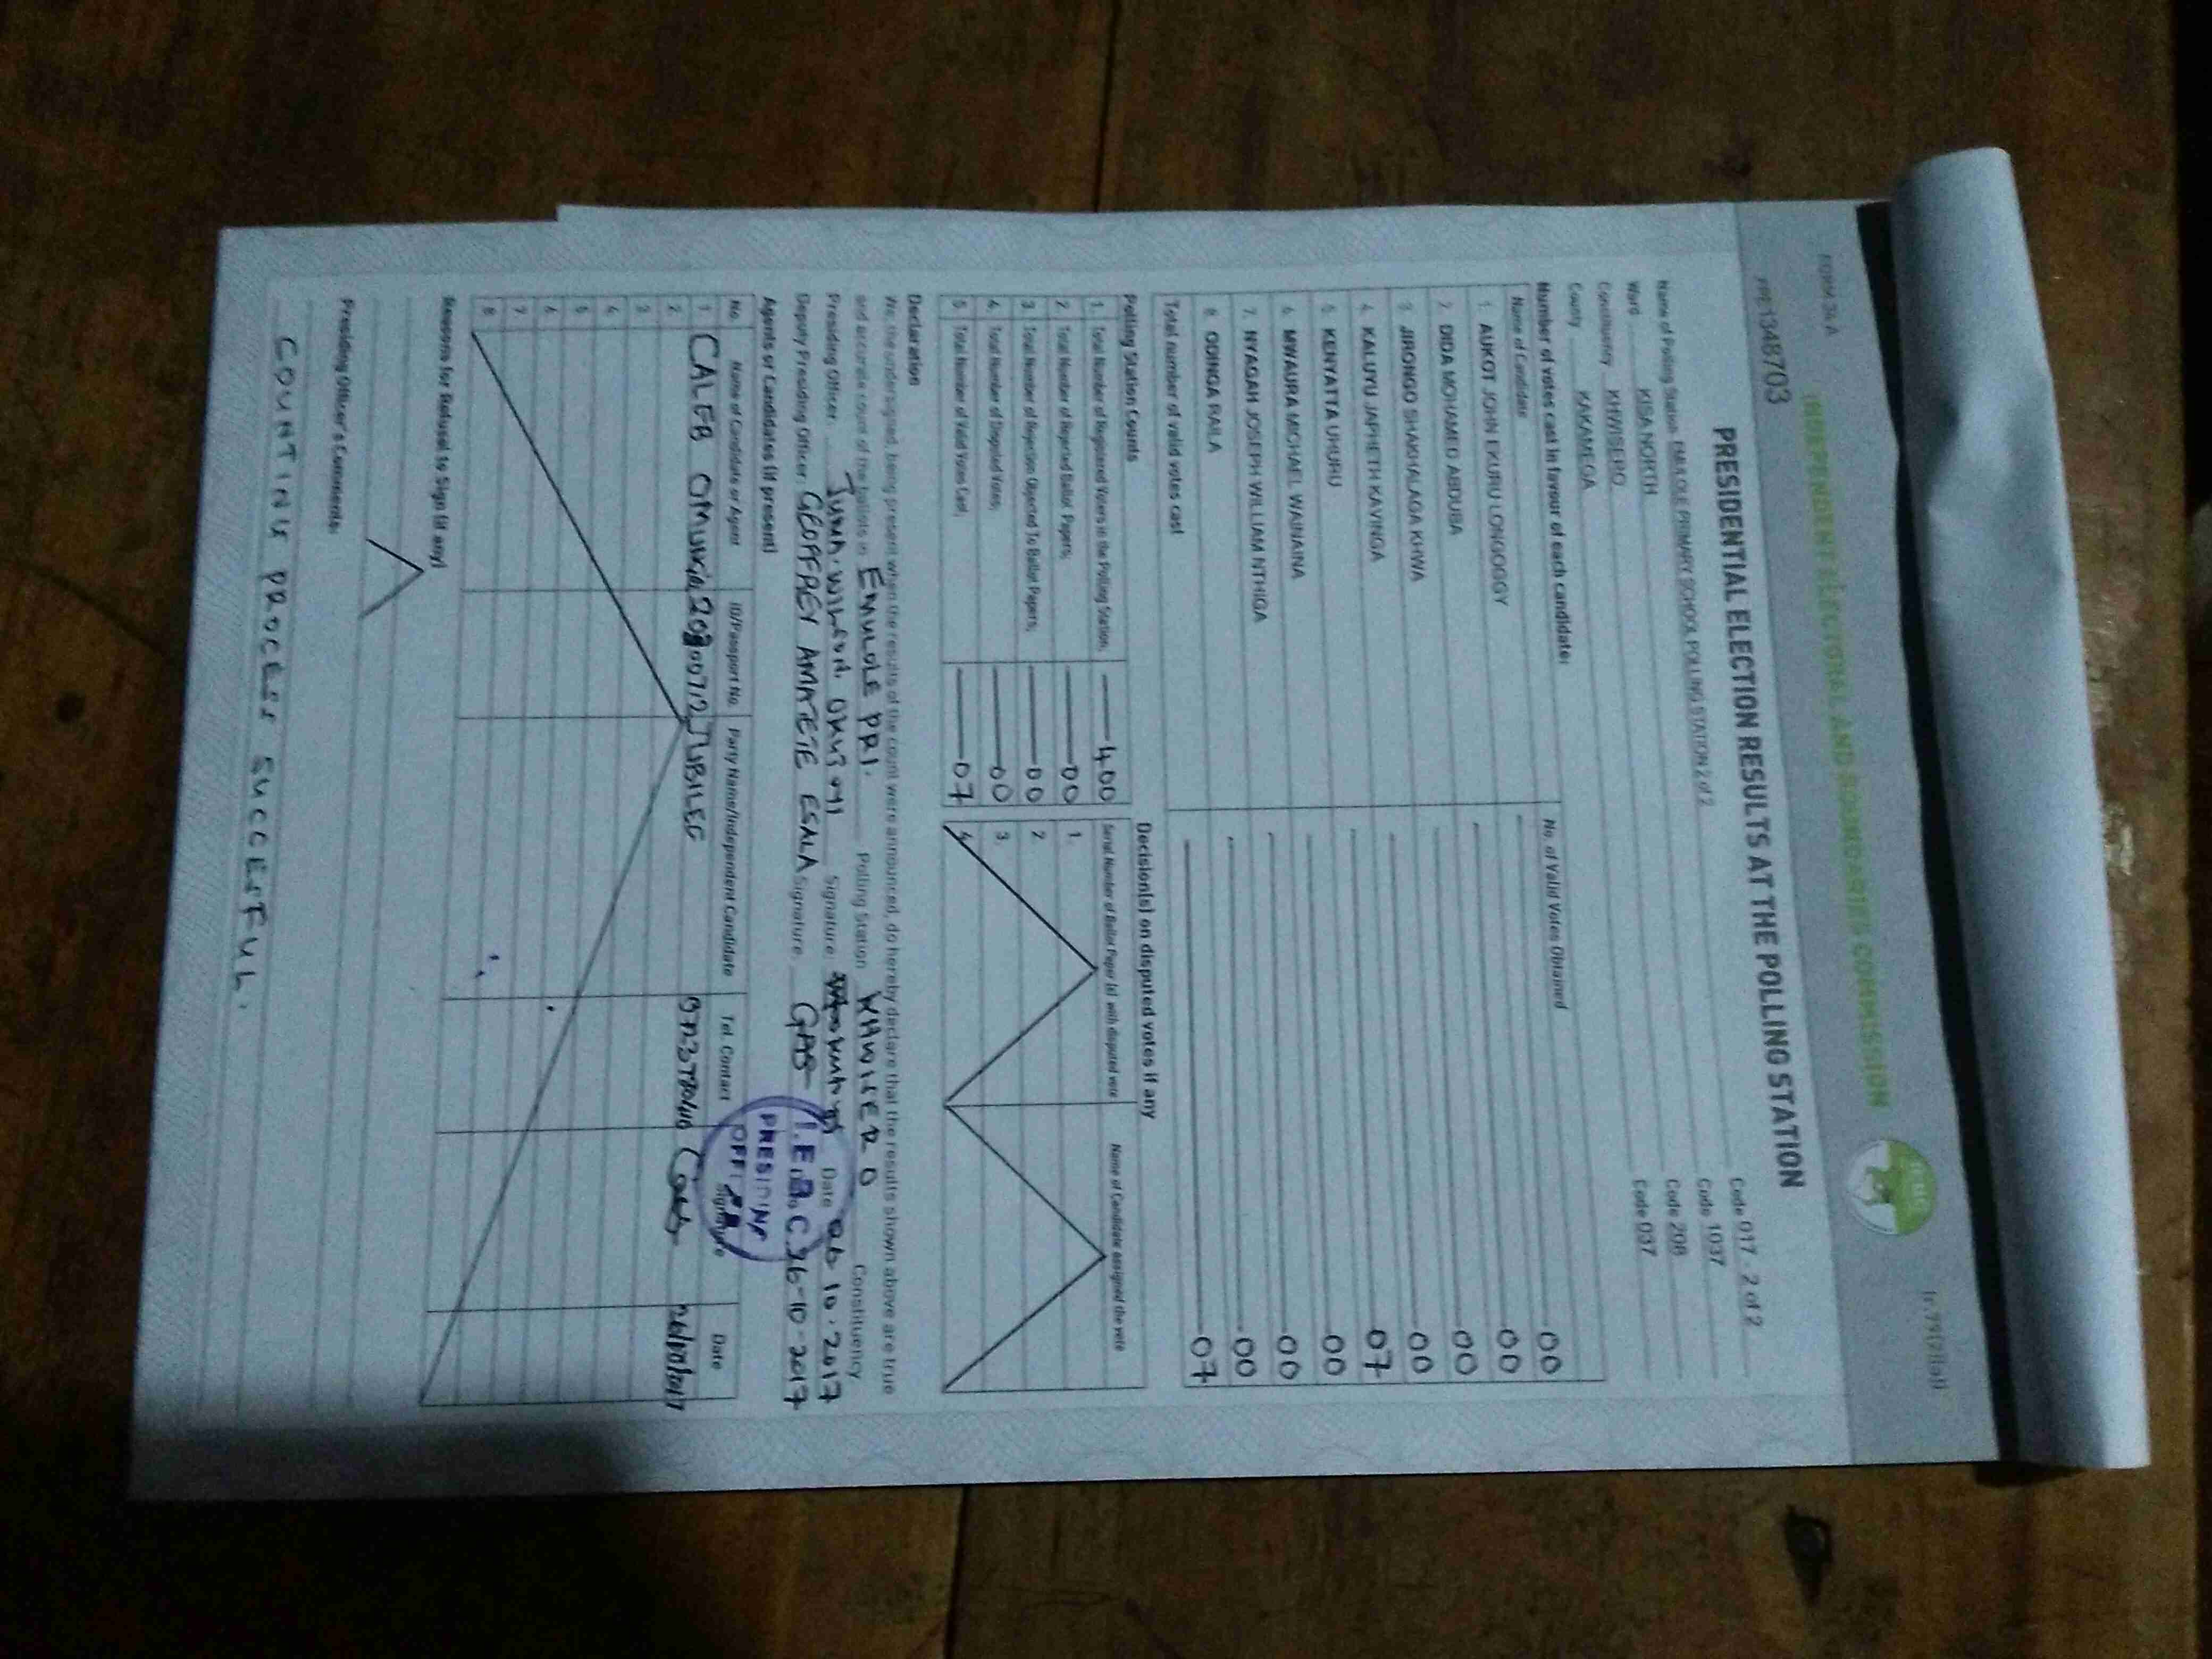 FORM 34 A
r.79(2)(a)
INDEPENDENT ELECTORAL AND BOUNDARIES COMMISSION
IEBC
PRE1348703
PRESIDENTIAL ELECTION RESULTS AT THE POLLING STATION
Name of Polling Station EMULOLE PRIMARY SCHOOL POLLING STATION 2 of 2 Code 017 - 2 of 2
Ward KISA NORTH Code 1037
Constituency KHWISERO Code 208
County KAKAMEGA Code 037
Number of votes cast in favour of each candidate:
Name of Candidate No. of Valid Votes Obtained
1. AUKOT JOHN EKURU LONGOGGY 00
2. DIDA MOHAMED ABDUBA 00
3. JIRONGO SHAKHALAGA KHWA 00
4. KALUYU JAPHETH KAVINGA 00
5. KENYATTA UHURU 07
6. MWAURA MICHAEL WAINAINA 00
7. NYAGAH JOSEPH WILLIAM NTHIGA 00
8. ODINGA RAILA 00
Total number of valid votes cast 07
Polling Station Counts
1. Total Number of Registered Voters in the Polling Station; 400
2. Total Number of Rejected Ballot Papers; 00
3. Total Number of Rejection Objected To Ballot Papers; 00
4. Total Number of Disputed Votes; 00
5. Total Number of Valid Votes Cast; 07
Decision(s) on disputed votes if any
Serial Number of Ballot Paper (s) with disputed vote Name of Candidate assigned the vote
1.
2.
3.
4.
Declaration
We, the undersigned, being present when the results of the count were announced, do hereby declare that the results shown above are true
and accurate count of the ballots in EMULOLE PRI. Polling Station KHWISERO Constituency
Presiding Officer: JUMA WILSON Signature: Date 26 10.2017
Deputy Presiding Officer: GEOFFREY AMATETE ESALA Signature: Date 26-10-2017
I.E.B.C
PRESIDING
OFFICER
Agents or Candidates (if present)
No. Name of Candidate or Agent ID/Passport No. Party Name/Independent Candidate Tel. Contact Signature Date
1 CALEB OMUKIA JUBILEE 26/10/2017
2
3
4
5
6
7
8
Reasons for Refusal to Sign (if any)
Presiding Officer's Comments:
COUNTING PROCESS SUCCESSFUL.